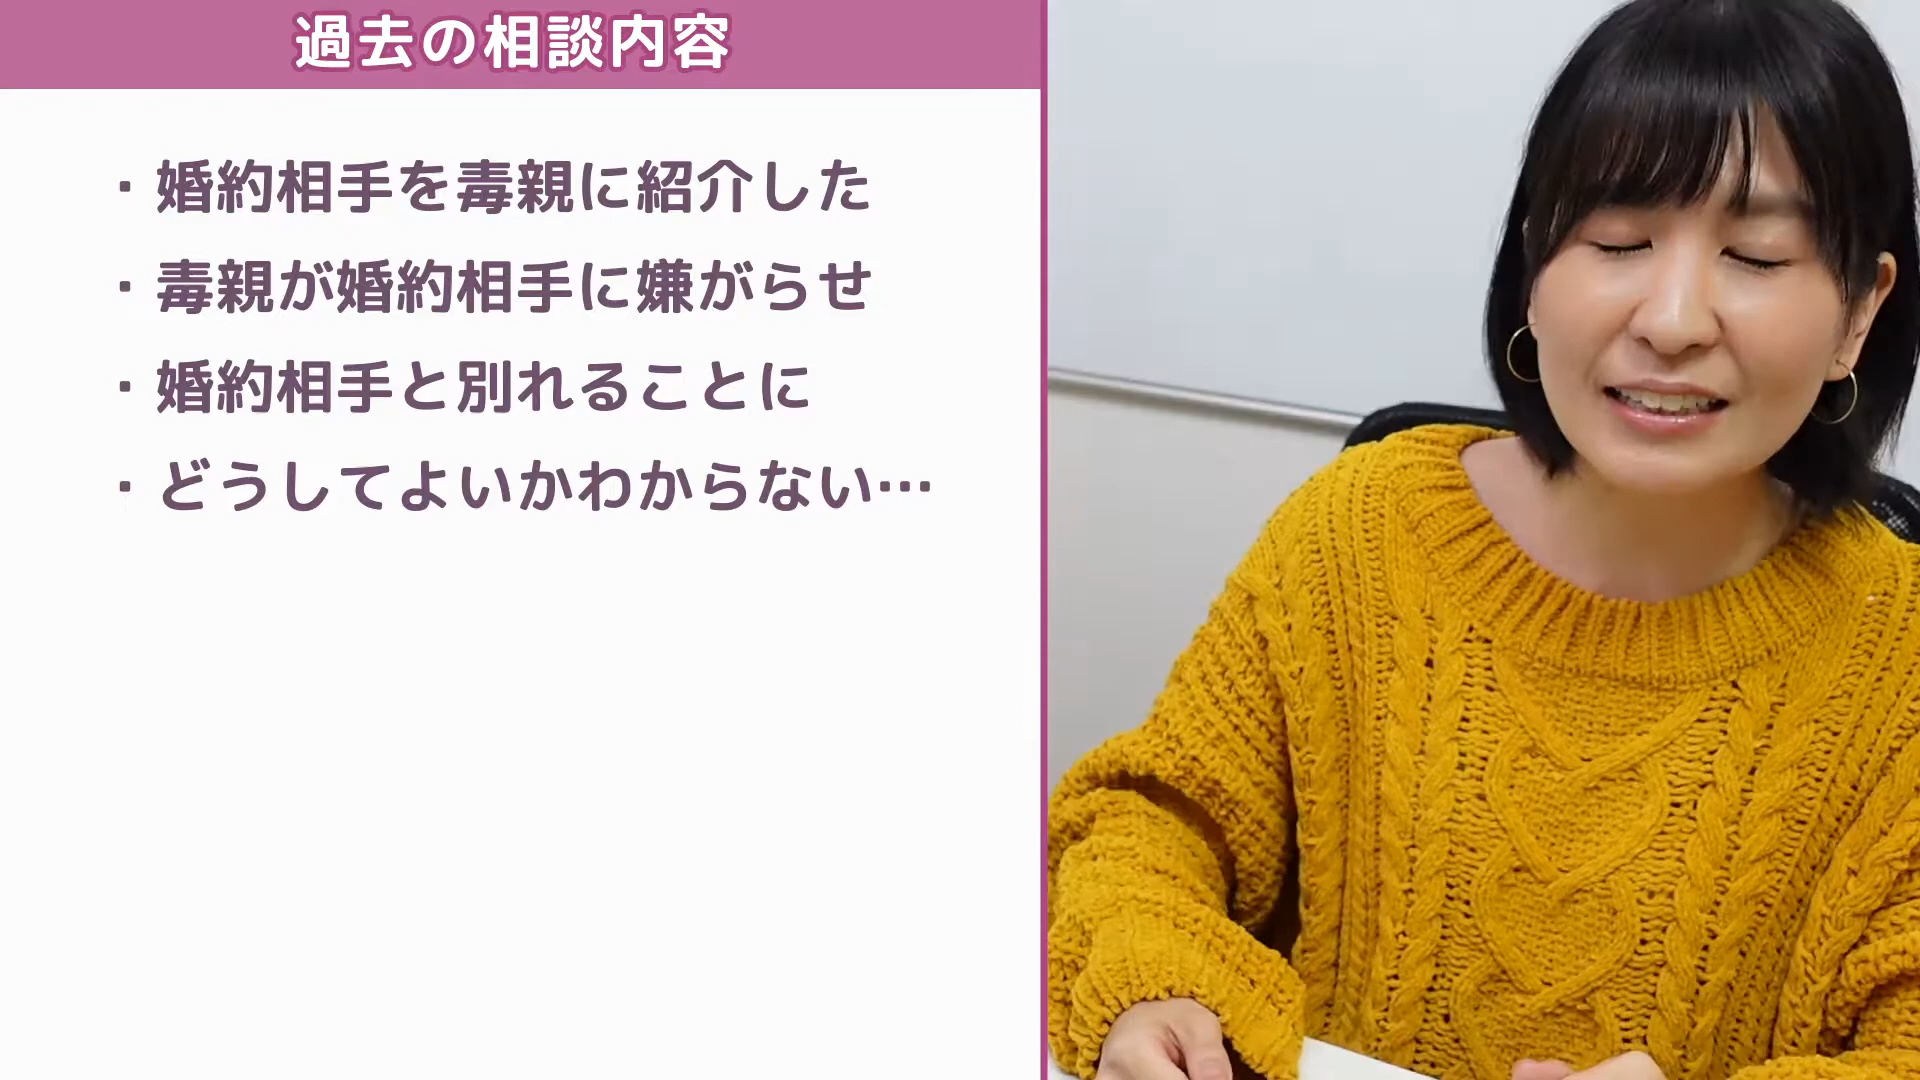 過去の相談内容
・婚約相手を毒親に紹介した
・毒親が婚約相手に嫌がらせ
・婚約相手と別れることに
・どうしてよいかわからない…